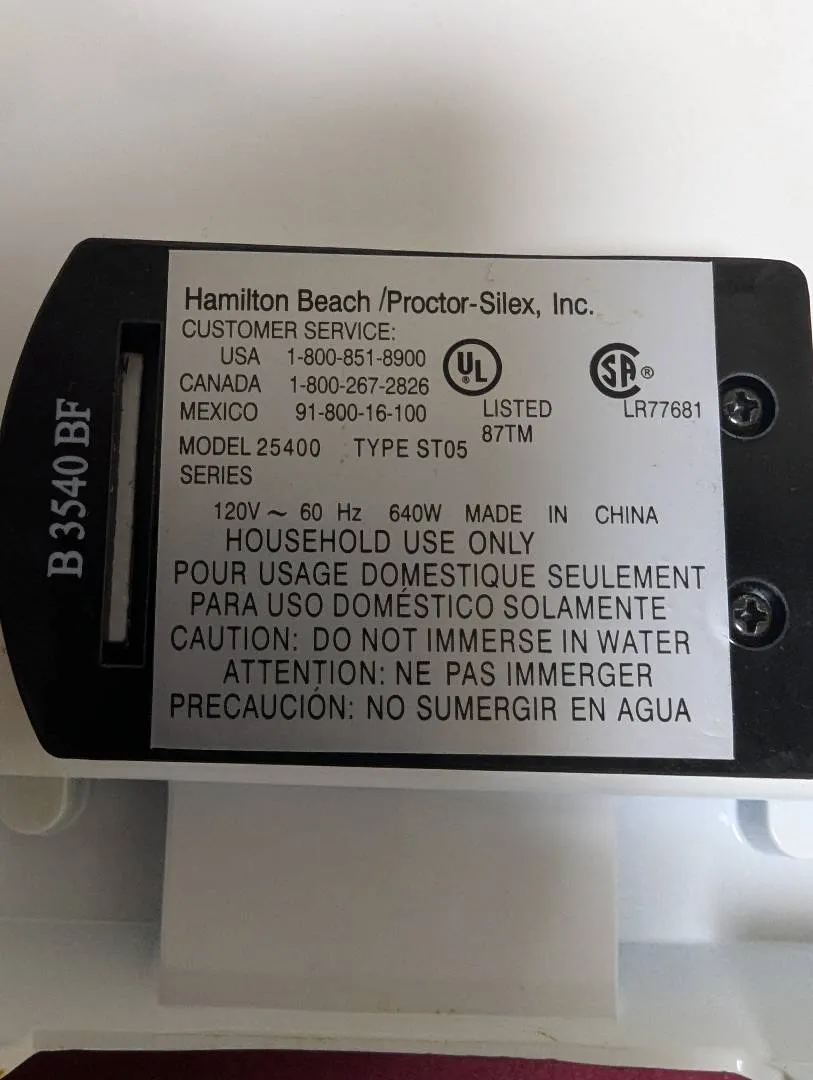 Hamilton Beach /Proctor-Silex, Inc.
CUSTOMER SERVICE:
USA 1-800-851-8900
CANADA 1-800-267-2826
MEXICO 91-800-16-100
UL ®
LISTED
87TM
SA ®
LR77681
MODEL 25400 TYPE ST05
SERIES
120V ~ 60 Hz 640W MADE IN CHINA
HOUSEHOLD USE ONLY
POUR USAGE DOMESTIQUE SEULEMENT
PARA USO DOMÉSTICO SOLAMENTE
CAUTION: DO NOT IMMERSE IN WATER
ATTENTION: NE PAS IMMERGER
PRECAUCIÓN: NO SUMERGIR EN AGUA
B 3540 BF